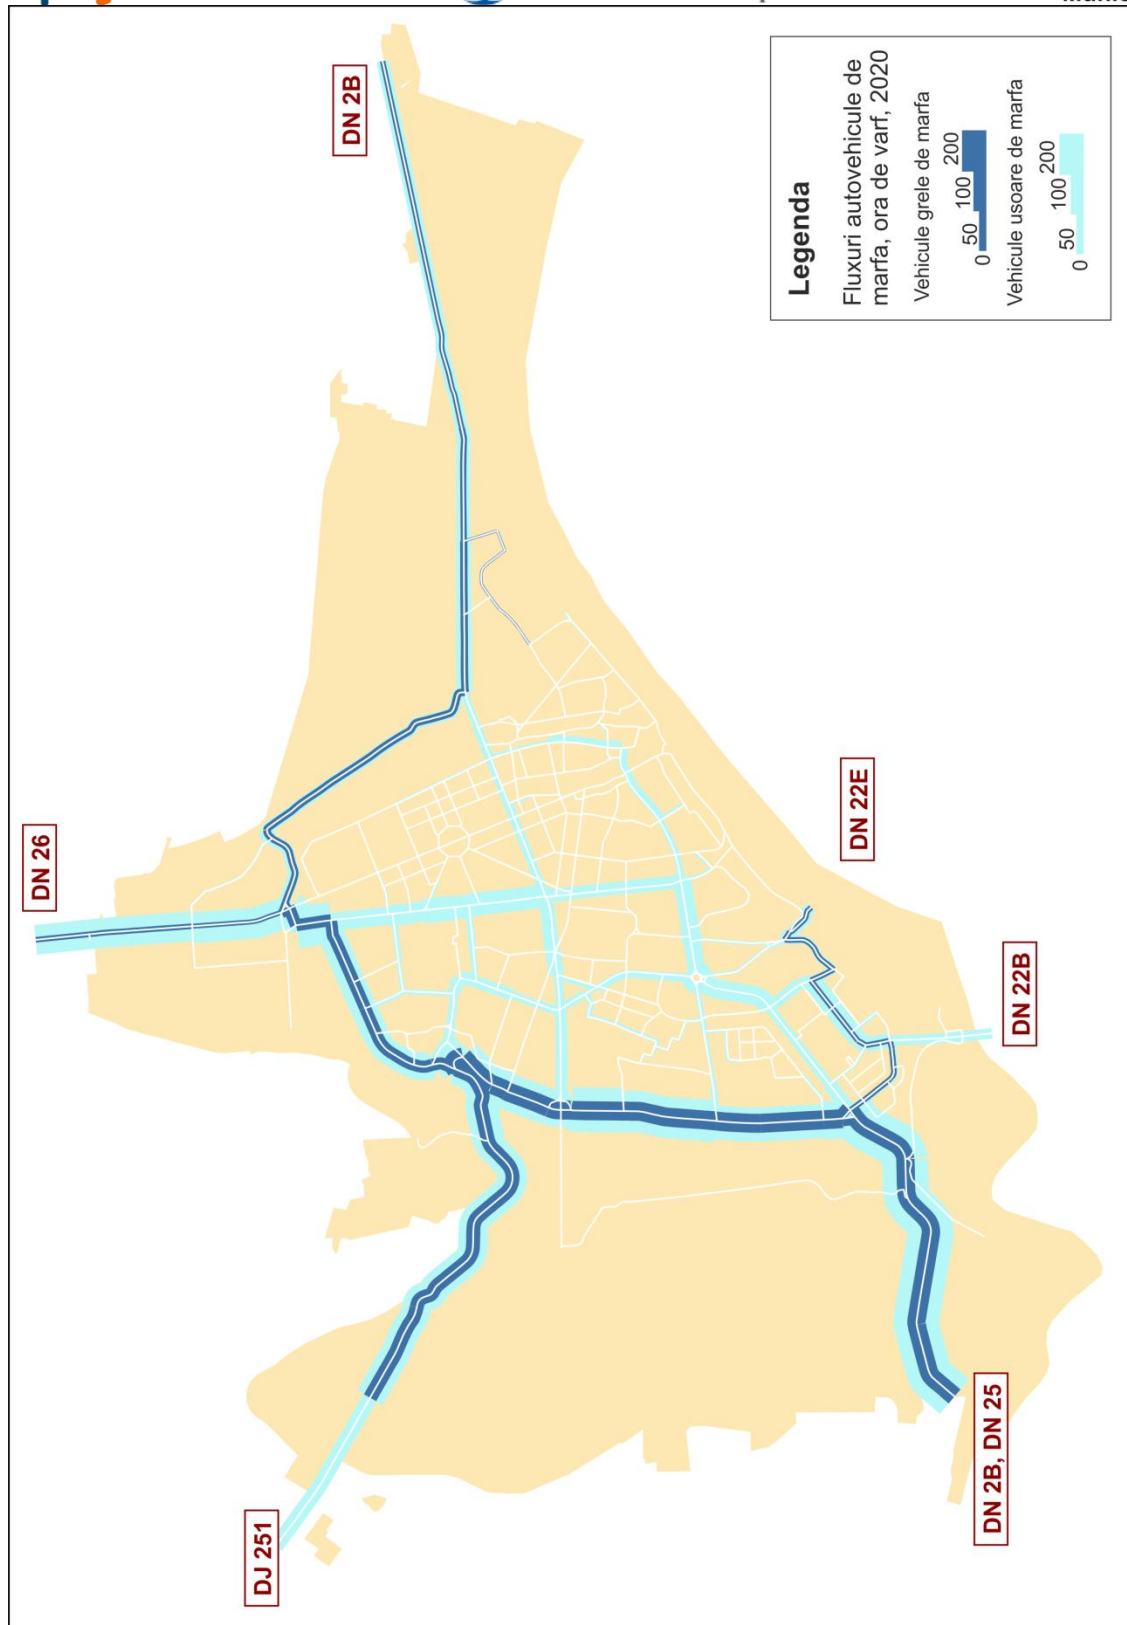 DN 2B
DN 26
DN 22E
DN 22B
DN 2B, DN 25
DJ 251
Legenda
Fluxuri autovehicule de
marfa, ora de varf, 2020
Vehicule grele de marfa
0 50 100 200
Vehicule usoare de marfa
0 50 100 200